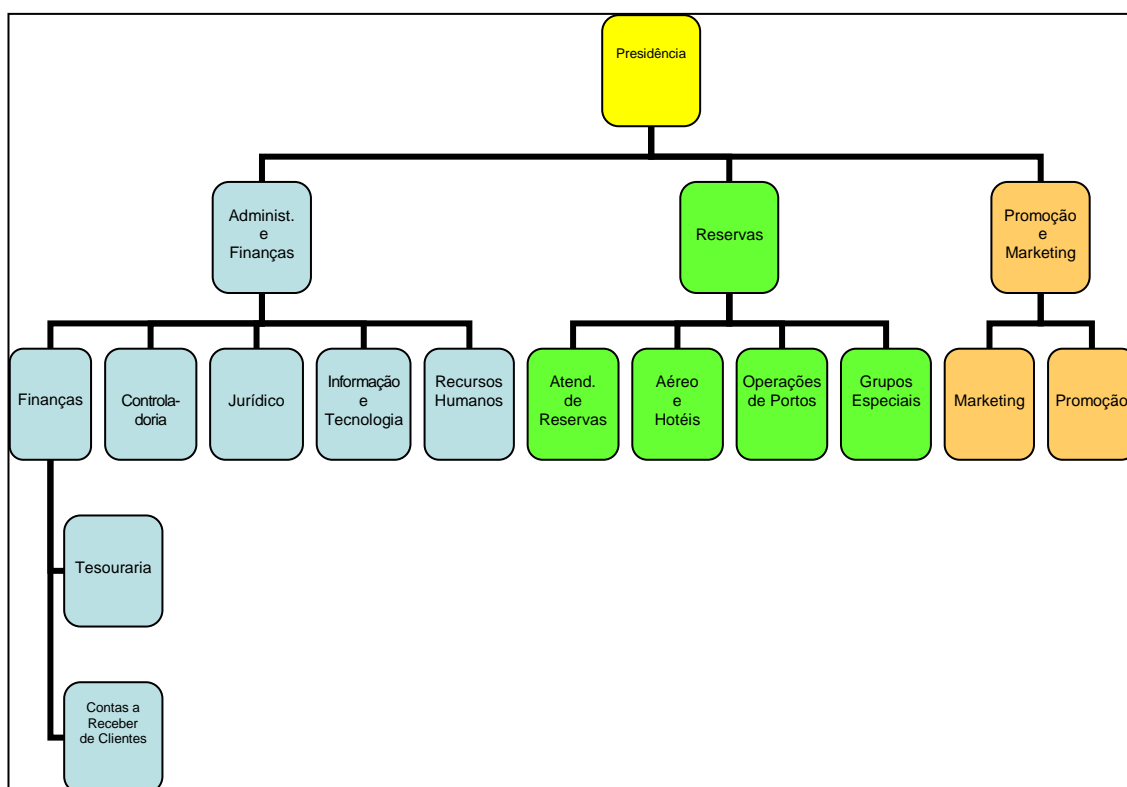 Presidência
Administ.
e
Finanças
Reservas
Promoção
e
Marketing
Finanças
Controla-
doria
Jurídico
Informação
e
Tecnologia
Recursos
Humanos
Atend.
de
Reservas
Aéreo
e
Hotéis
Operações
de Portos
Grupos
Especiais
Marketing
Promoção
Tesouraria
Contas a
Receber
de Clientes